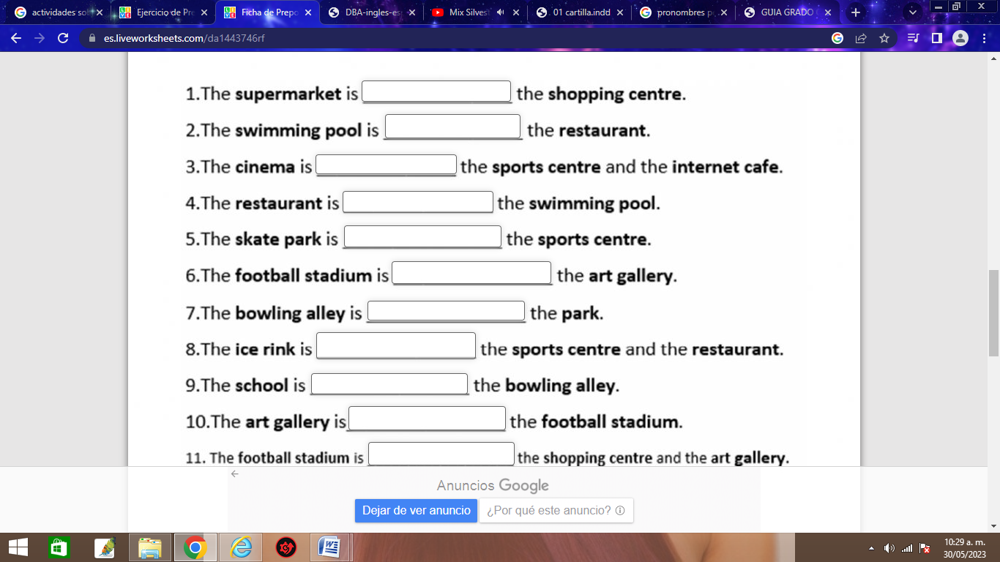 actividades so
Ejercicio de Pre
Ficha de Prepo
DBA-ingles-es
Mix Silvest
01 cartilla.indd
pronombres p
GUIA GRADO
es.liveworksheets.com/da1443746rf
1.The supermarket is the shopping centre.
2.The swimming pool is the restaurant.
3.The cinema is the sports centre and the internet cafe.
4.The restaurant is the swimming pool.
5.The skate park is the sports centre.
6.The football stadium is the art gallery.
7.The bowling alley is the park.
8.The ice rink is the sports centre and the restaurant.
9.The school is the bowling alley.
10.The art gallery is the football stadium.
11. The football stadium is the shopping centre and the art gallery.
Anuncios Google
Dejar de ver anuncio
¿Por qué este anuncio?
10:29 a. m.
30/05/2023